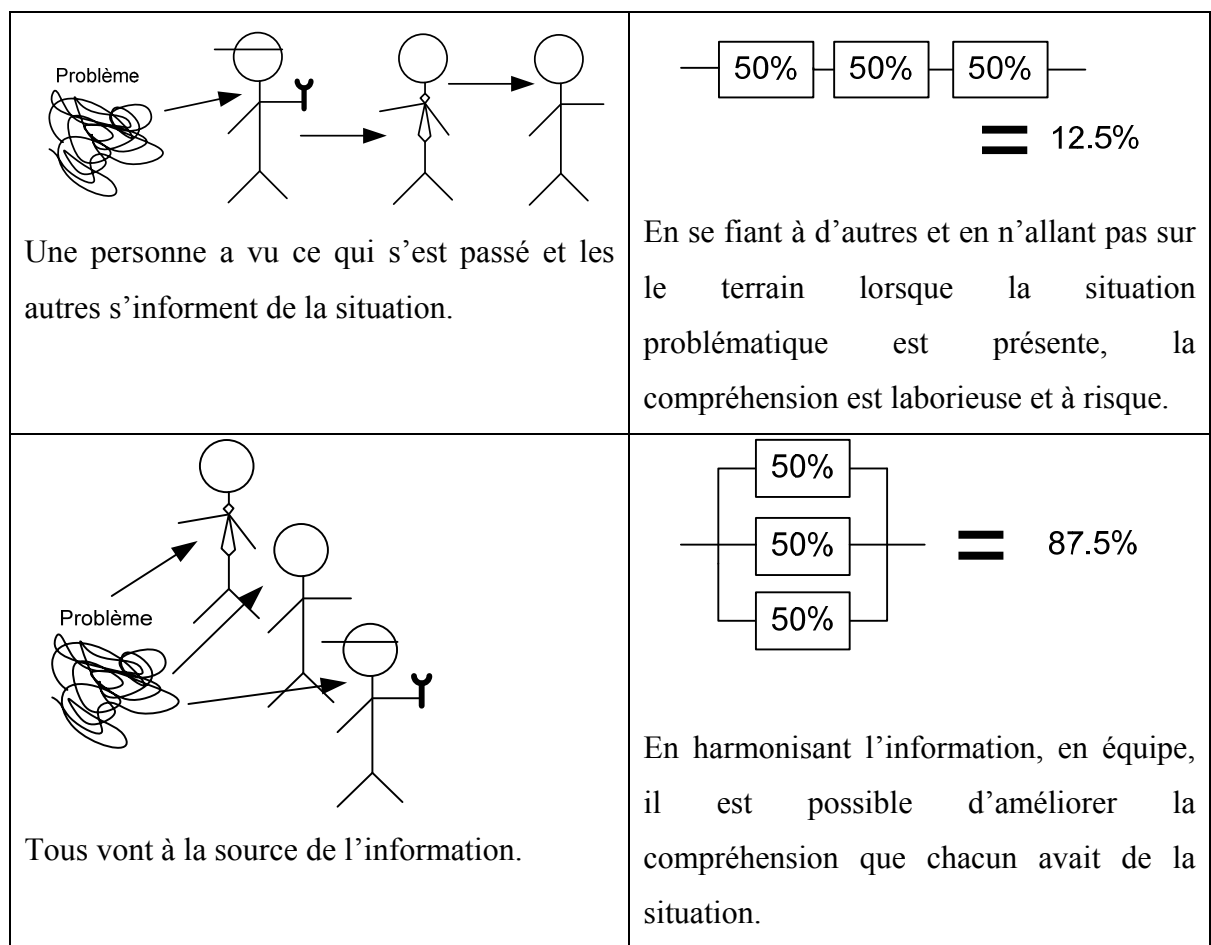 Problème
Une personne a vu ce qui s’est passé et les
autres s’informent de la situation.
50% 50% 50%
= 12.5%
En se fiant à d’autres et en n’allant pas sur
le terrain lorsque la situation
problématique est présente, la
compréhension est laborieuse et à risque.
Problème
Tous vont à la source de l’information.
50%
50% = 87.5%
50%
En harmonisant l’information, en équipe,
il est possible d’améliorer la
compréhension que chacun avait de la
situation.